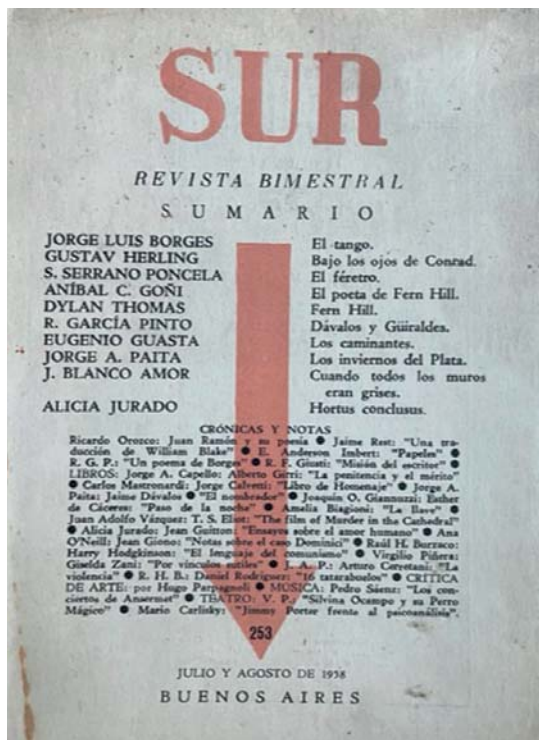 SUR
REVISTA BIMESTRAL
SUMARIO
JORGE LUIS BORGES El tango.
GUSTAV HERLING Bajo los ojos de Conrad.
S. SERRANO PONCELA El féretro.
ANÍBAL C. GOÑI El poeta de Fern Hill.
DYLAN THOMAS Fern Hill.
R. GARCÍA PINTO Dávalos y Güiraldes.
EUGENIO GUASTA Los caminantes.
JORGE A. PAITA Los inviernos del Plata.
J. BLANCO AMOR Cuando todos los muros
eran grises.
ALICIA JURADO Hortus conclusus.
CRÓNICAS Y NOTAS
Ricardo Orozco: Juan Ramón y su poesía ● Jaime Rest: "Una tra-
ducción de William Blake" ● E. Anderson Imbert: "Papeles" ●
R. G. P.: "Un poema de Borges" ● R. F. Giusti: "Misión del escritor" ●
LIBROS: Jorge A. Capello: Alberto Girri: "La penitencia y el mérito"
● Carlos Mastronardi: Jorge Calvetti: "Libro de Homenaje" ● Jorge A.
Paita: Jaime Dávalos ● "El nombrador" ● Joaquín O. Giannuzzi: Esther
de Cáceres: "Paso de la noche" ● Amelia Biagioni: "La llave" ●
Juan Adolfo Vázquez: T. S. Eliot: "The film of Murder in the Cathedral"
● Alicia Jurado: Jean Guitton: "Ensayos sobre el amor humano" ● Ana
O'Neill: Jean Giono: "Notas sobre el caso Dominici" ● Raúl H. Burzaco:
Harry Hodgkinson: "El lenguaje del comunismo" ● Virgilio Piñera:
Giselda Zani: "Por vínculos sutiles" ● J. A. P.: Arturo Cerretani: "La
violencia" ● R. H. B.: Daniel Rodríguez: "16 tatarabuelos" ● CRÍTICA
DE ARTE: por Hugo Parpagnoli ● MÚSICA: Pedro Sáenz: "Los con-
ciertos de Ansermet" ● TEATRO: V. P.: "Silvina Ocampo y su Perro
Mágico" ● Mario Carlisky: "Jimmy Porter frente al psicoanálisis".
253
JULIO Y AGOSTO DE 1958
BUENOS AIRES